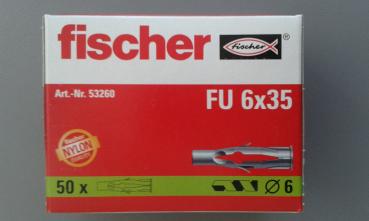 fischer
fischer
Art.-Nr. 53260
FU 6x35
NYLON
50 x
Ø 6